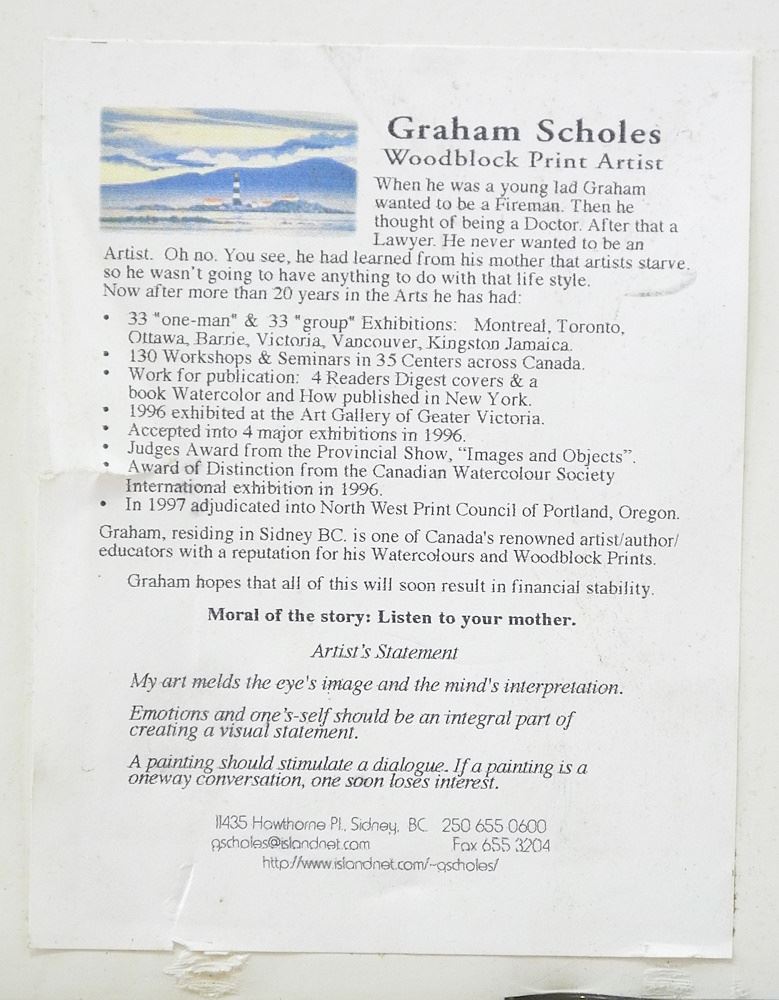 Graham Scholes
Woodblock Print Artist
When he was a young lad Graham
wanted to be a Fireman. Then he
thought of being a Doctor. After that a
Lawyer. He never wanted to be an
Artist. Oh no. You see, he had learned from his mother that artists starve.
so he wasn't going to have anything to do with that life style.
Now after more than 20 years in the Arts he has had:
• 33 "one-man" & 33 "group" Exhibitions: Montreal, Toronto,
Ottawa, Barrie, Victoria, Vancouver, Kingston Jamaica.
• 130 Workshops & Seminars in 35 Centers across Canada.
• Work for publication: 4 Readers Digest covers & a
book Watercolor and How published in New York.
• 1996 exhibited at the Art Gallery of Geater Victoria.
• Accepted into 4 major exhibitions in 1996.
• Judges Award from the Provincial Show, "Images and Objects".
• Award of Distinction from the Canadian Watercolour Society
International exhibition in 1996.
• In 1997 adjudicated into North West Print Council of Portland, Oregon.
Graham, residing in Sidney BC. is one of Canada's renowned artist/author/
educators with a reputation for his Watercolours and Woodblock Prints.
Graham hopes that all of this will soon result in financial stability.
Moral of the story: Listen to your mother.
Artist's Statement
My art melds the eye's image and the mind's interpretation.
Emotions and one's-self should be an integral part of
creating a visual statement.
A painting should stimulate a dialogue. If a painting is a
oneway conversation, one soon loses interest.
11435 Hawthorne Pl., Sidney, BC 250 655 0600
gscholes@islandnet.com Fax 655 3204
http://www.islandnet.com/~gscholes/